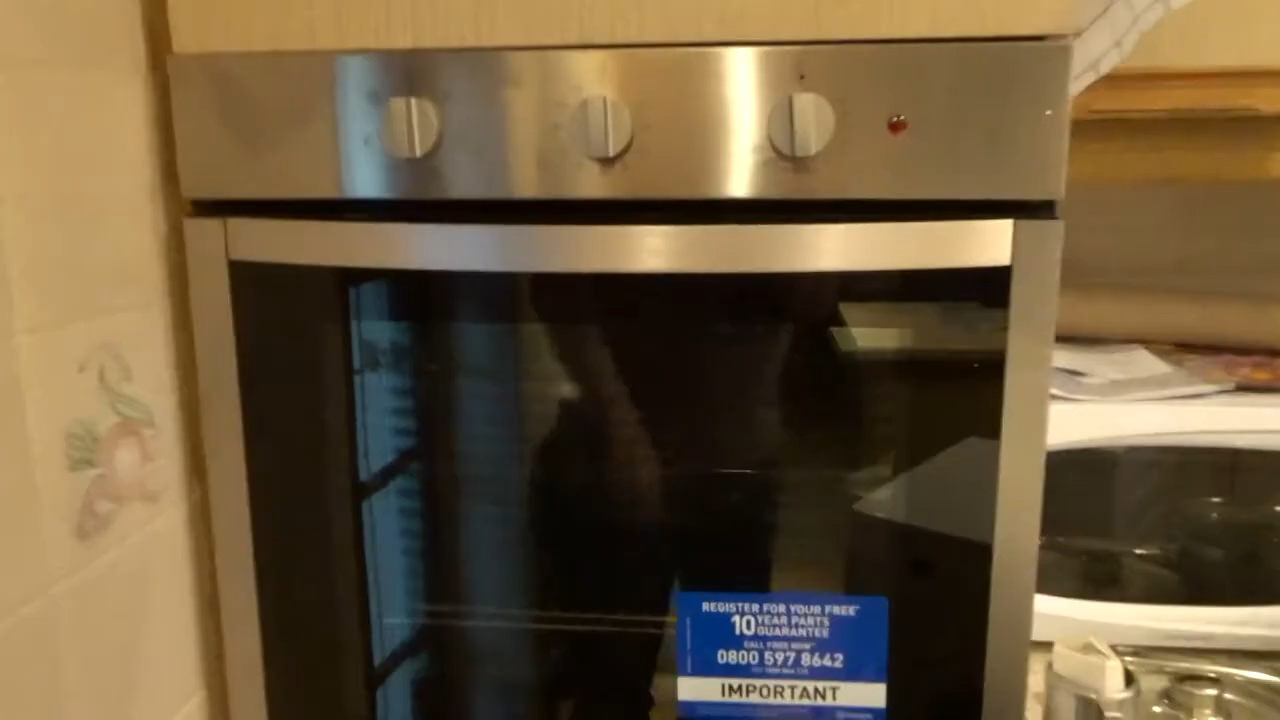 REGISTER FOR YOUR FREE*
10 YEAR PARTS
GUARANTEE
CALL FREE NOW**
0800 597 8642
IMPORTANT